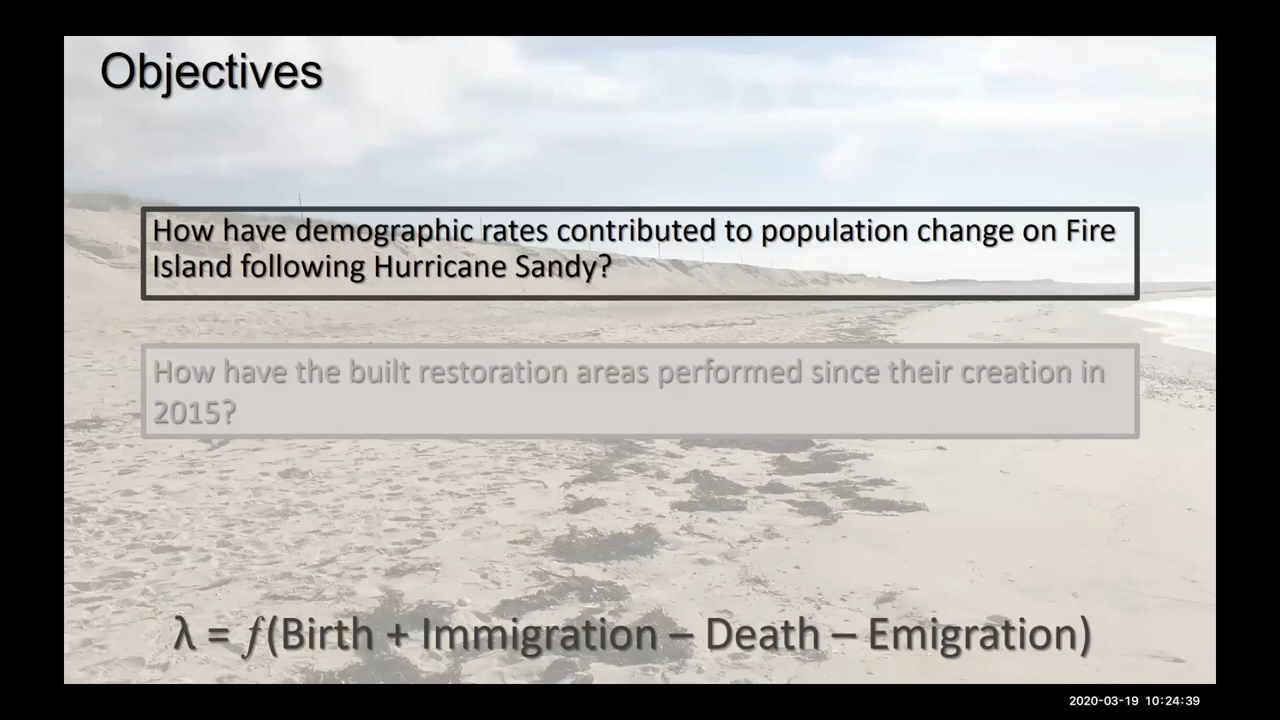 Objectives
How have demographic rates contributed to population change on Fire
Island following Hurricane Sandy?
How have the built restoration areas performed since their creation in
2015?
λ = f(Birth + Immigration – Death – Emigration)
2020-03-19 10:24:39